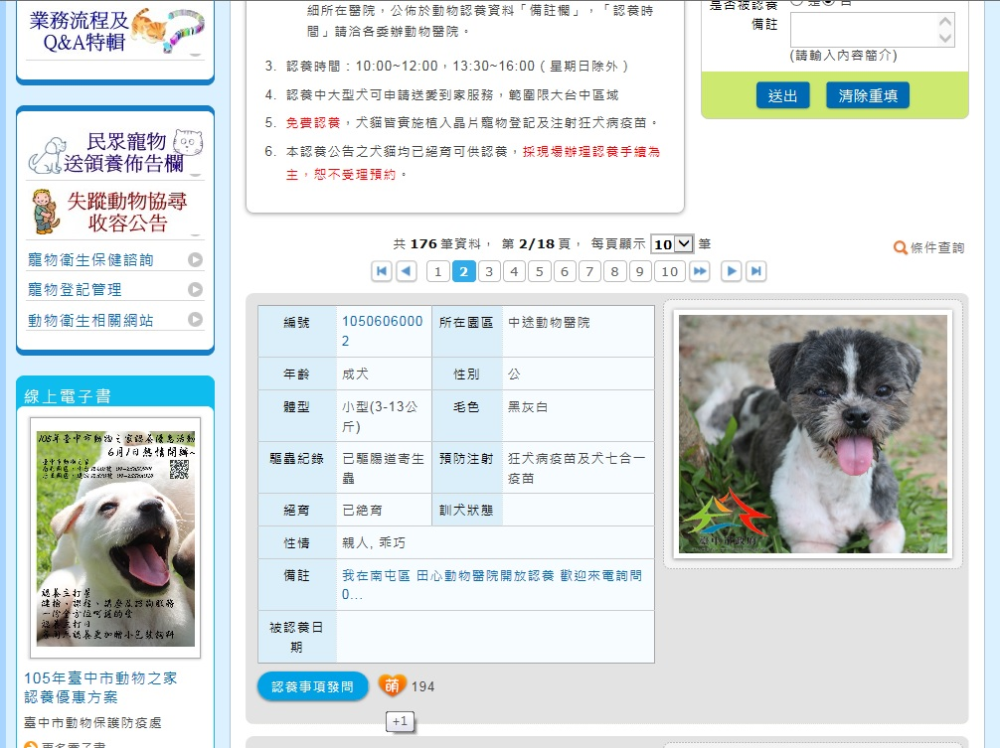 業務流程及
Q&A特輯
民眾寵物
送領養佈告欄
失蹤動物協尋
收容公告
寵物衛生保健諮詢
寵物登記管理
動物衛生相關網站
線上電子書
105年臺中市動物之家認養優惠活動
6月1日熱情開辦~
認養主打星
認養主打日
105年臺中市動物之家
認養優惠方案
臺中市動物保護防疫處
更多電子書
細所在醫院，公佈於動物認養資料「備註欄」，「認養時
間」請洽各委辦動物醫院。
3. 認養時間：10:00~12:00，13:30~16:00（星期日除外）
4. 認養中大型犬可申請送愛到家服務，範圍限大台中區域
5. 免費認養，犬貓皆實施植入晶片寵物登記及注射狂犬病疫苗。
6. 本認養公告之犬貓均已絕育可供認養，採現場辦理認養手續為
主，恕不受理預約。
是否被認養 是 否
備註
(請輸入內容簡介)
送出 清除重填
共 176 筆資料， 第 2/18 頁， 每頁顯示 10 筆
1 2 3 4 5 6 7 8 9 10
條件查詢
編號 1050606000
2 所在園區 中途動物醫院
年齡 成犬 性別 公
體型 小型(3-13公
斤) 毛色 黑灰白
驅蟲紀錄 已驅腸道寄生
蟲 預防注射 狂犬病疫苗及犬七合一
疫苗
絕育 已絕育 訓犬狀態
性情 親人, 乖巧
備註 我在南屯區 田心動物醫院開放認養 歡迎來電詢問
0...
被認養日
期
臺中市政府
認養事項發問 萌 194
+1